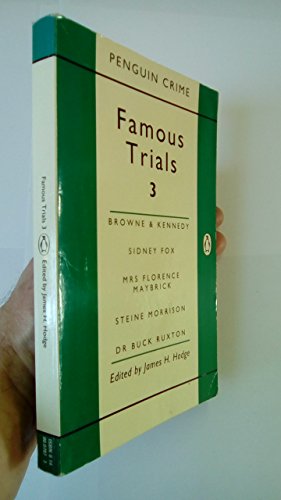 PENGUIN CRIME
Famous
Trials
3
BROWNE & KENNEDY
SIDNEY FOX
MRS FLORENCE
MAYBRICK
STEINE MORRISON
DR BUCK RUXTON
Edited by James H. Hodge
Famous Trials 3
Edited by James H. Hodge